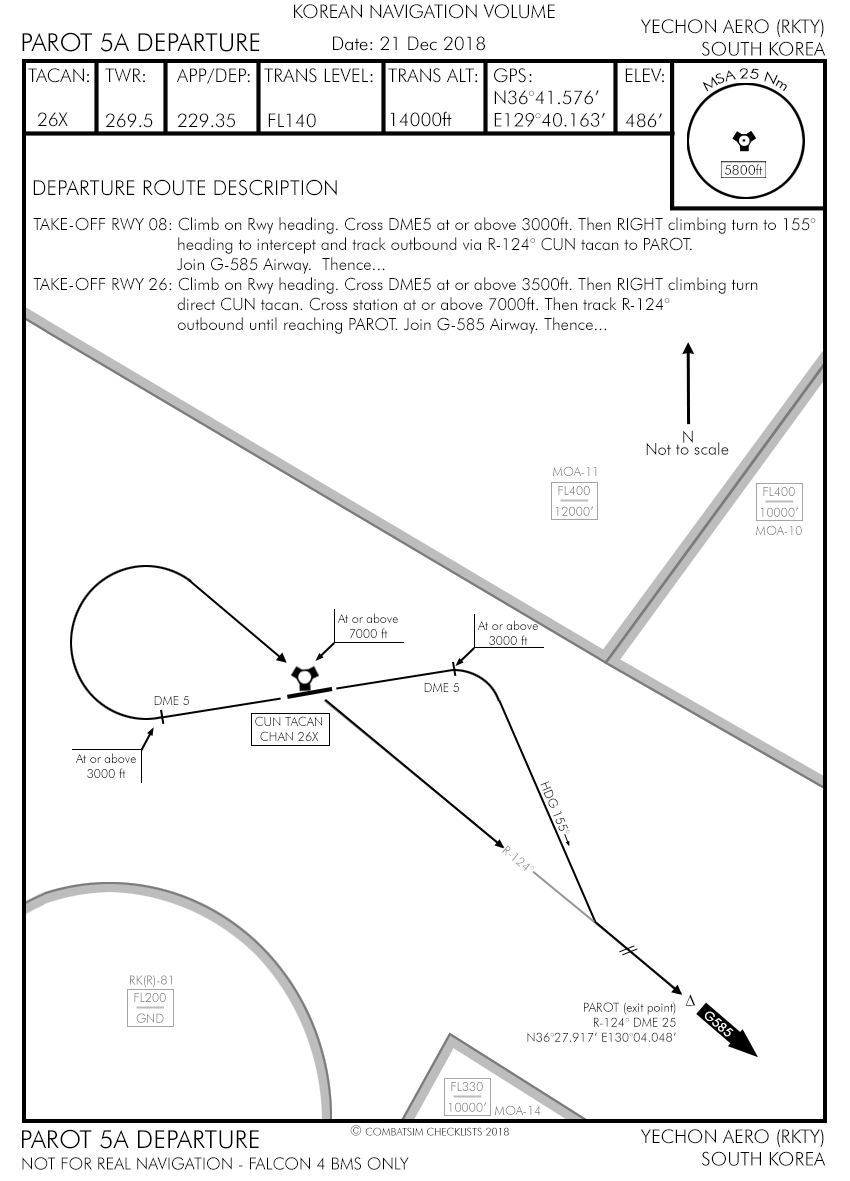 KOREAN NAVIGATION VOLUME
PAROT 5A DEPARTURE
Date: 21 Dec 2018
YECHON AERO (RKTY)
SOUTH KOREA
TACAN: TWR: APP/DEP: TRANS LEVEL: TRANS ALT: GPS: ELEV:
N36°41.576’
26X 269.5 229.35 FL140 14000ft E129°40.163’ 486’
MSA 25 Nm
5800ft
DEPARTURE ROUTE DESCRIPTION
TAKE-OFF RWY 08: Climb on Rwy heading. Cross DME5 at or above 3000ft. Then RIGHT climbing turn to 155°
heading to intercept and track outbound via R-124° CUN tacan to PAROT.
Join G-585 Airway. Thence...
TAKE-OFF RWY 26: Climb on Rwy heading. Cross DME5 at or above 3500ft. Then RIGHT climbing turn
direct CUN tacan. Cross station at or above 7000ft. Then track R-124°
outbound until reaching PAROT. Join G-585 Airway. Thence...
N
Not to scale
MOA-11
FL400
12000’
FL400
10000’
MOA-10
At or above
7000 ft
At or above
3000 ft
DME 5
DME 5
CUN TACAN
CHAN 26X
At or above
3000 ft
HDG 155°
R-124°
RK(R)-81
FL200
GND
PAROT (exit point)
R-124° DME 25
N36°27.917’ E130°04.048’
G585
FL330
10000’
MOA-14
PAROT 5A DEPARTURE
© COMBATSIM CHECKLISTS 2018
YECHON AERO (RKTY)
NOT FOR REAL NAVIGATION - FALCON 4 BMS ONLY
SOUTH KOREA